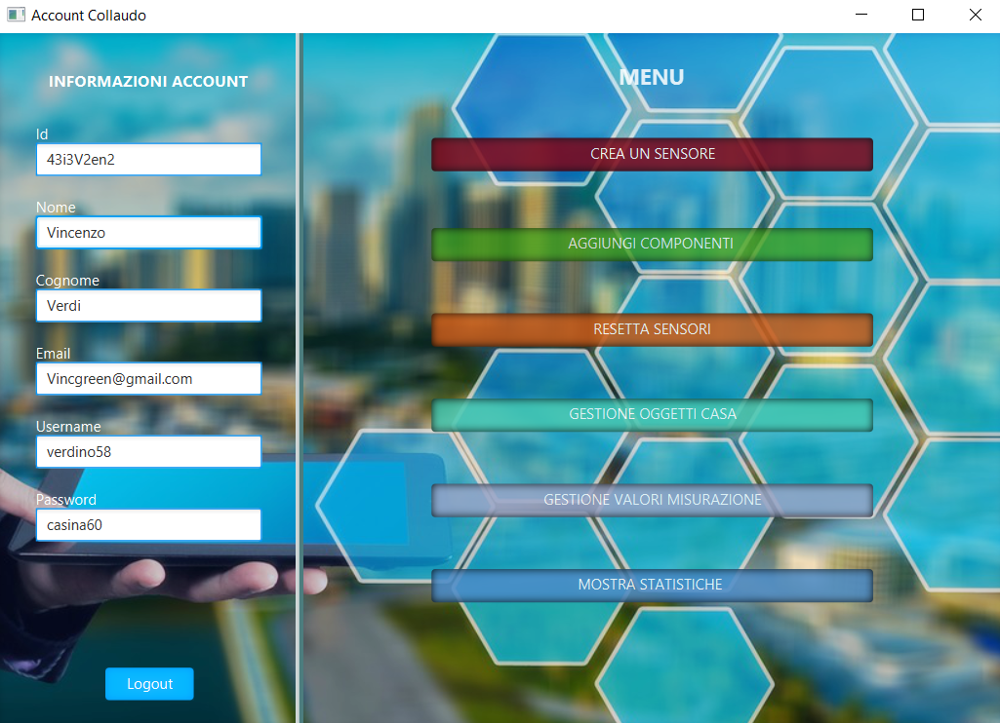 Account Collaudo
INFORMAZIONI ACCOUNT
Id
43i3V2en2
Nome
Vincenzo
Cognome
Verdi
Email
Vincgreen@gmail.com
Username
verdino58
Password
casina60
Logout
MENU
CREA UN SENSORE
AGGIUNGI COMPONENTI
RESETTA SENSORI
GESTIONE OGGETTI CASA
GESTIONE VALORI MISURAZIONE
MOSTRA STATISTICHE